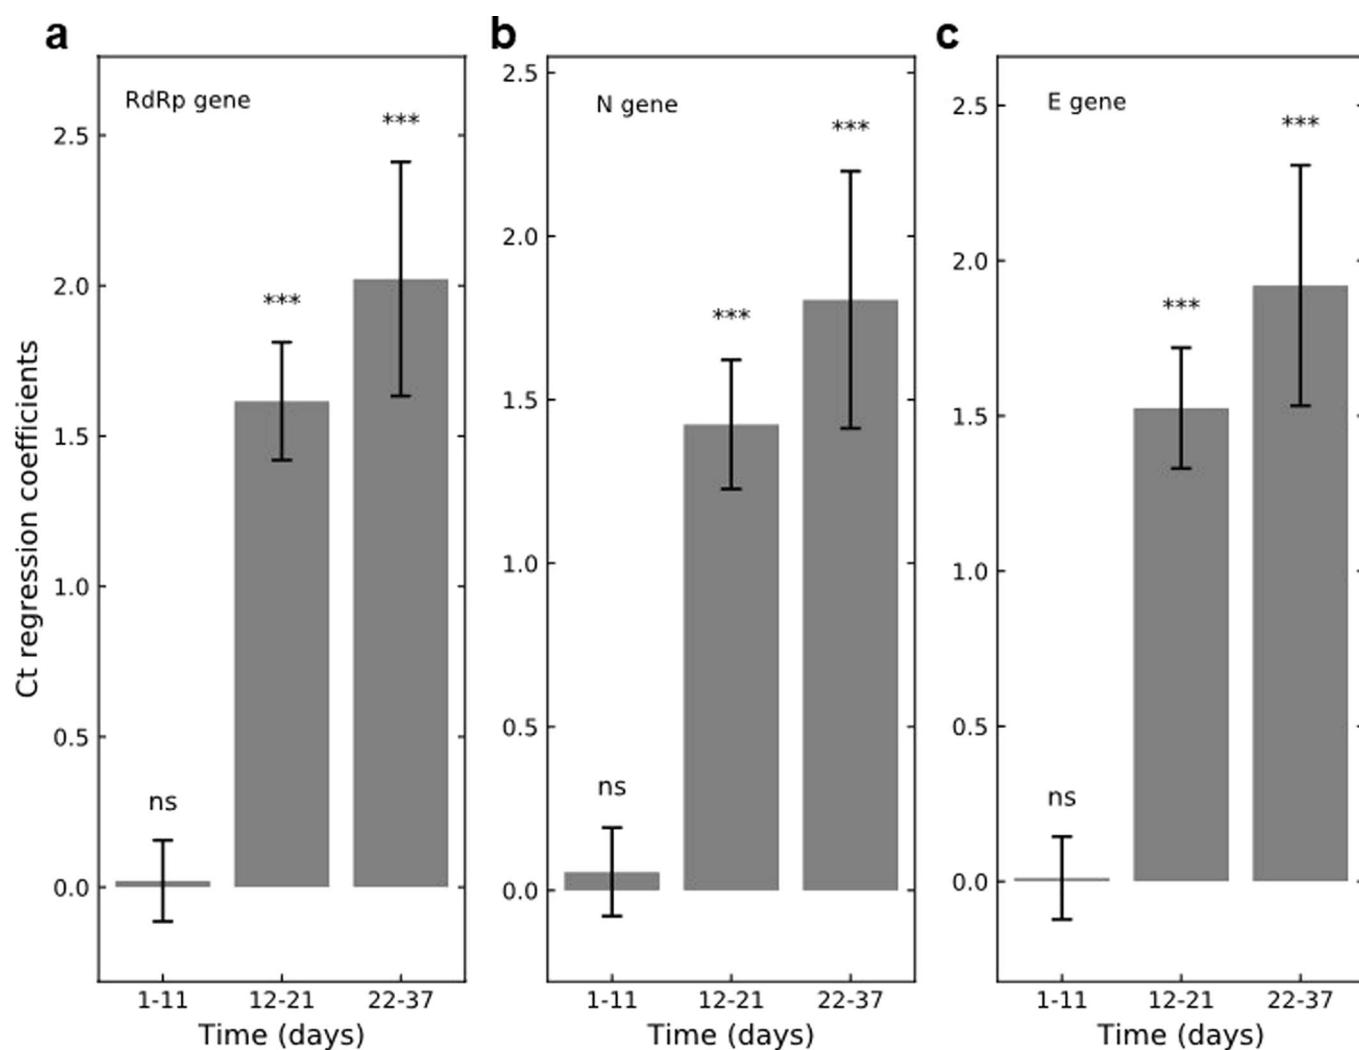 a
RdRp gene
Ct regression coefficients
2.5
2.0
1.5
1.0
0.5
0.0
ns
***
***
1-11
12-21
22-37
Time (days)
b
N gene
2.5
2.0
1.5
1.0
0.5
0.0
ns
***
***
1-11
12-21
22-37
Time (days)
c
E gene
2.5
2.0
1.5
1.0
0.5
0.0
ns
***
***
1-11
12-21
22-37
Time (days)